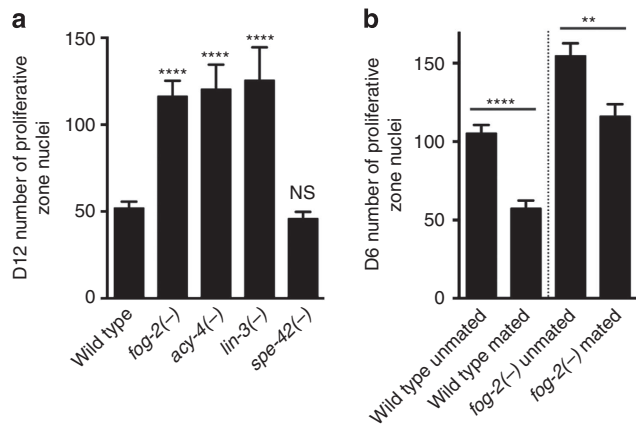 a
D12 number of proliferative
zone nuclei
150
100
50
0
****
****
****
NS
Wild type
fog-2(–)
acy-4(–)
lin-3(–)
spe-42(–)
b
D6 number of proliferative
zone nuclei
150
100
50
0
****
**
Wild type unmated
Wild type mated
fog-2(–) unmated
fog-2(–) mated